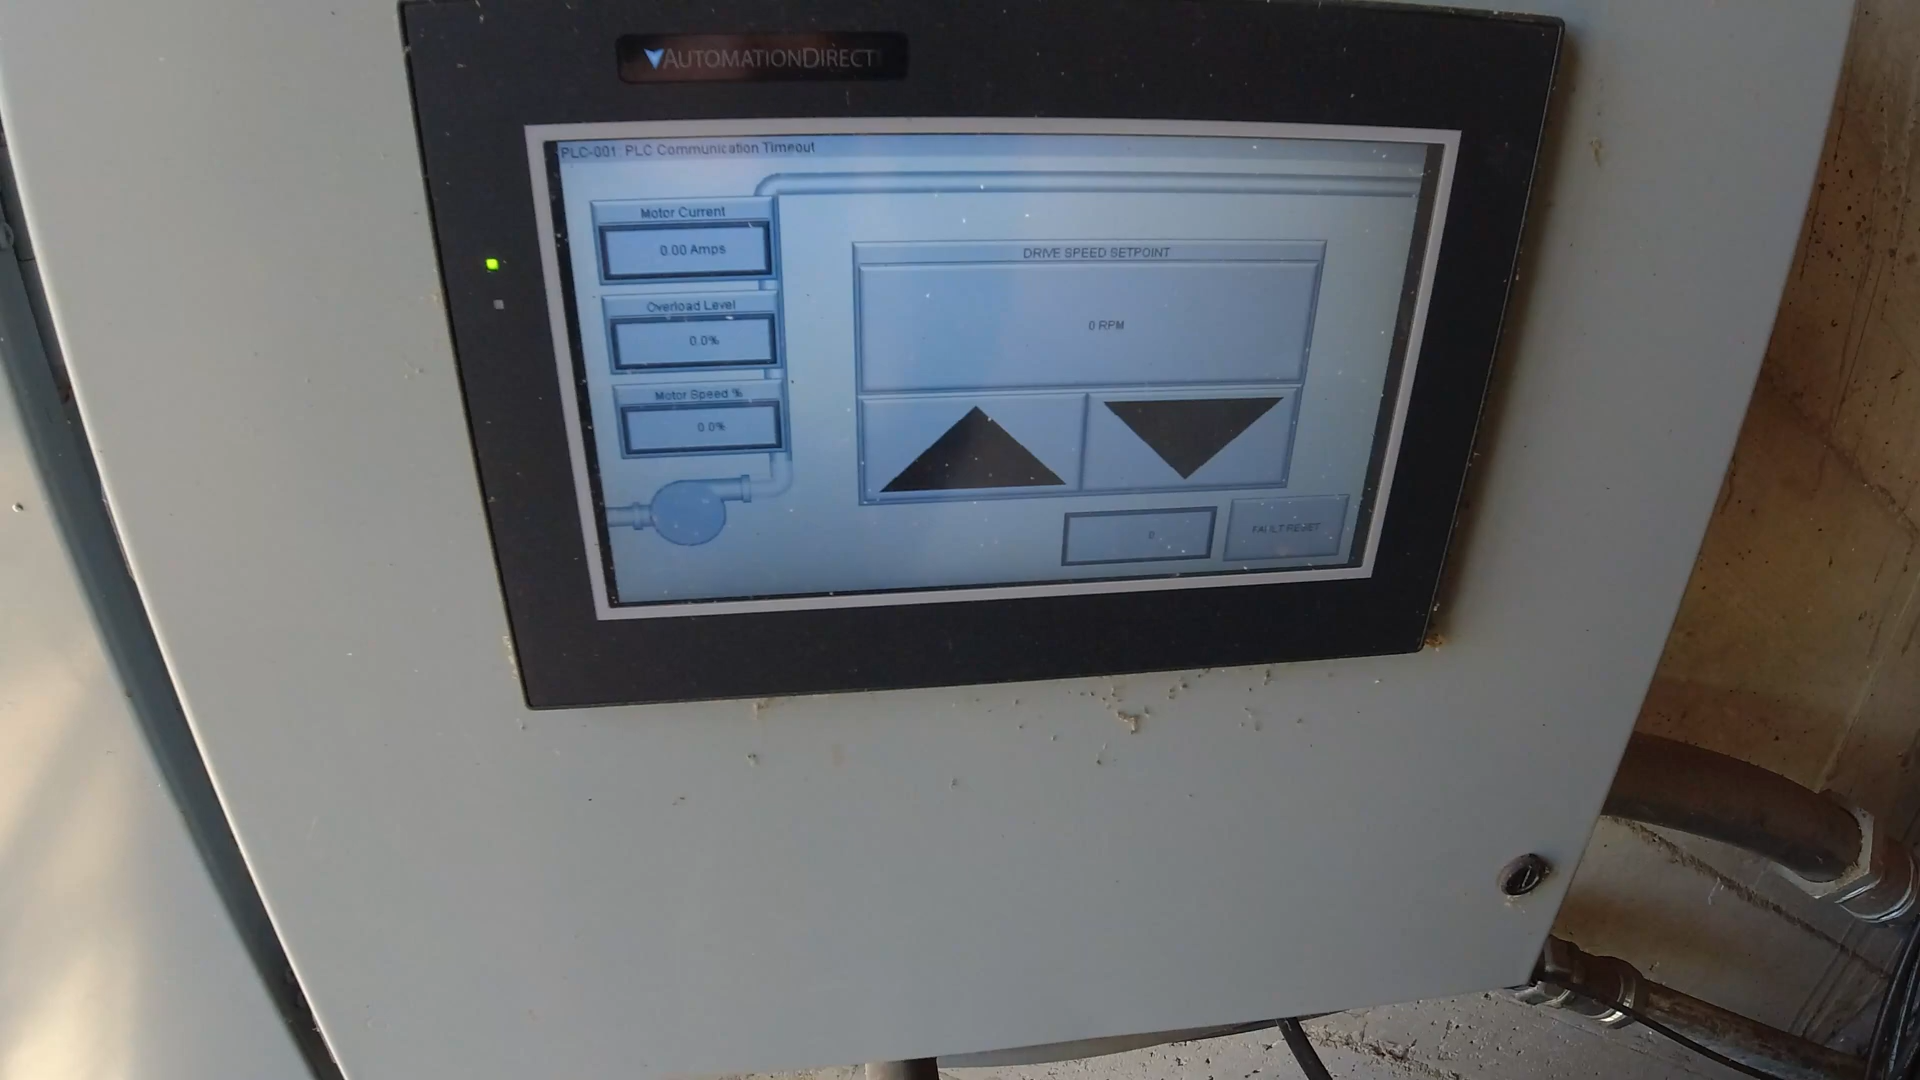 AUTOMATIONDIRECT
PLC-001 PLC Communication Timeout
Motor Current
0.00 Amps
Overload Level
0.0%
Motor Speed %
0.0%
DRIVE SPEED SETPOINT
0 RPM
0
FAULT RESET